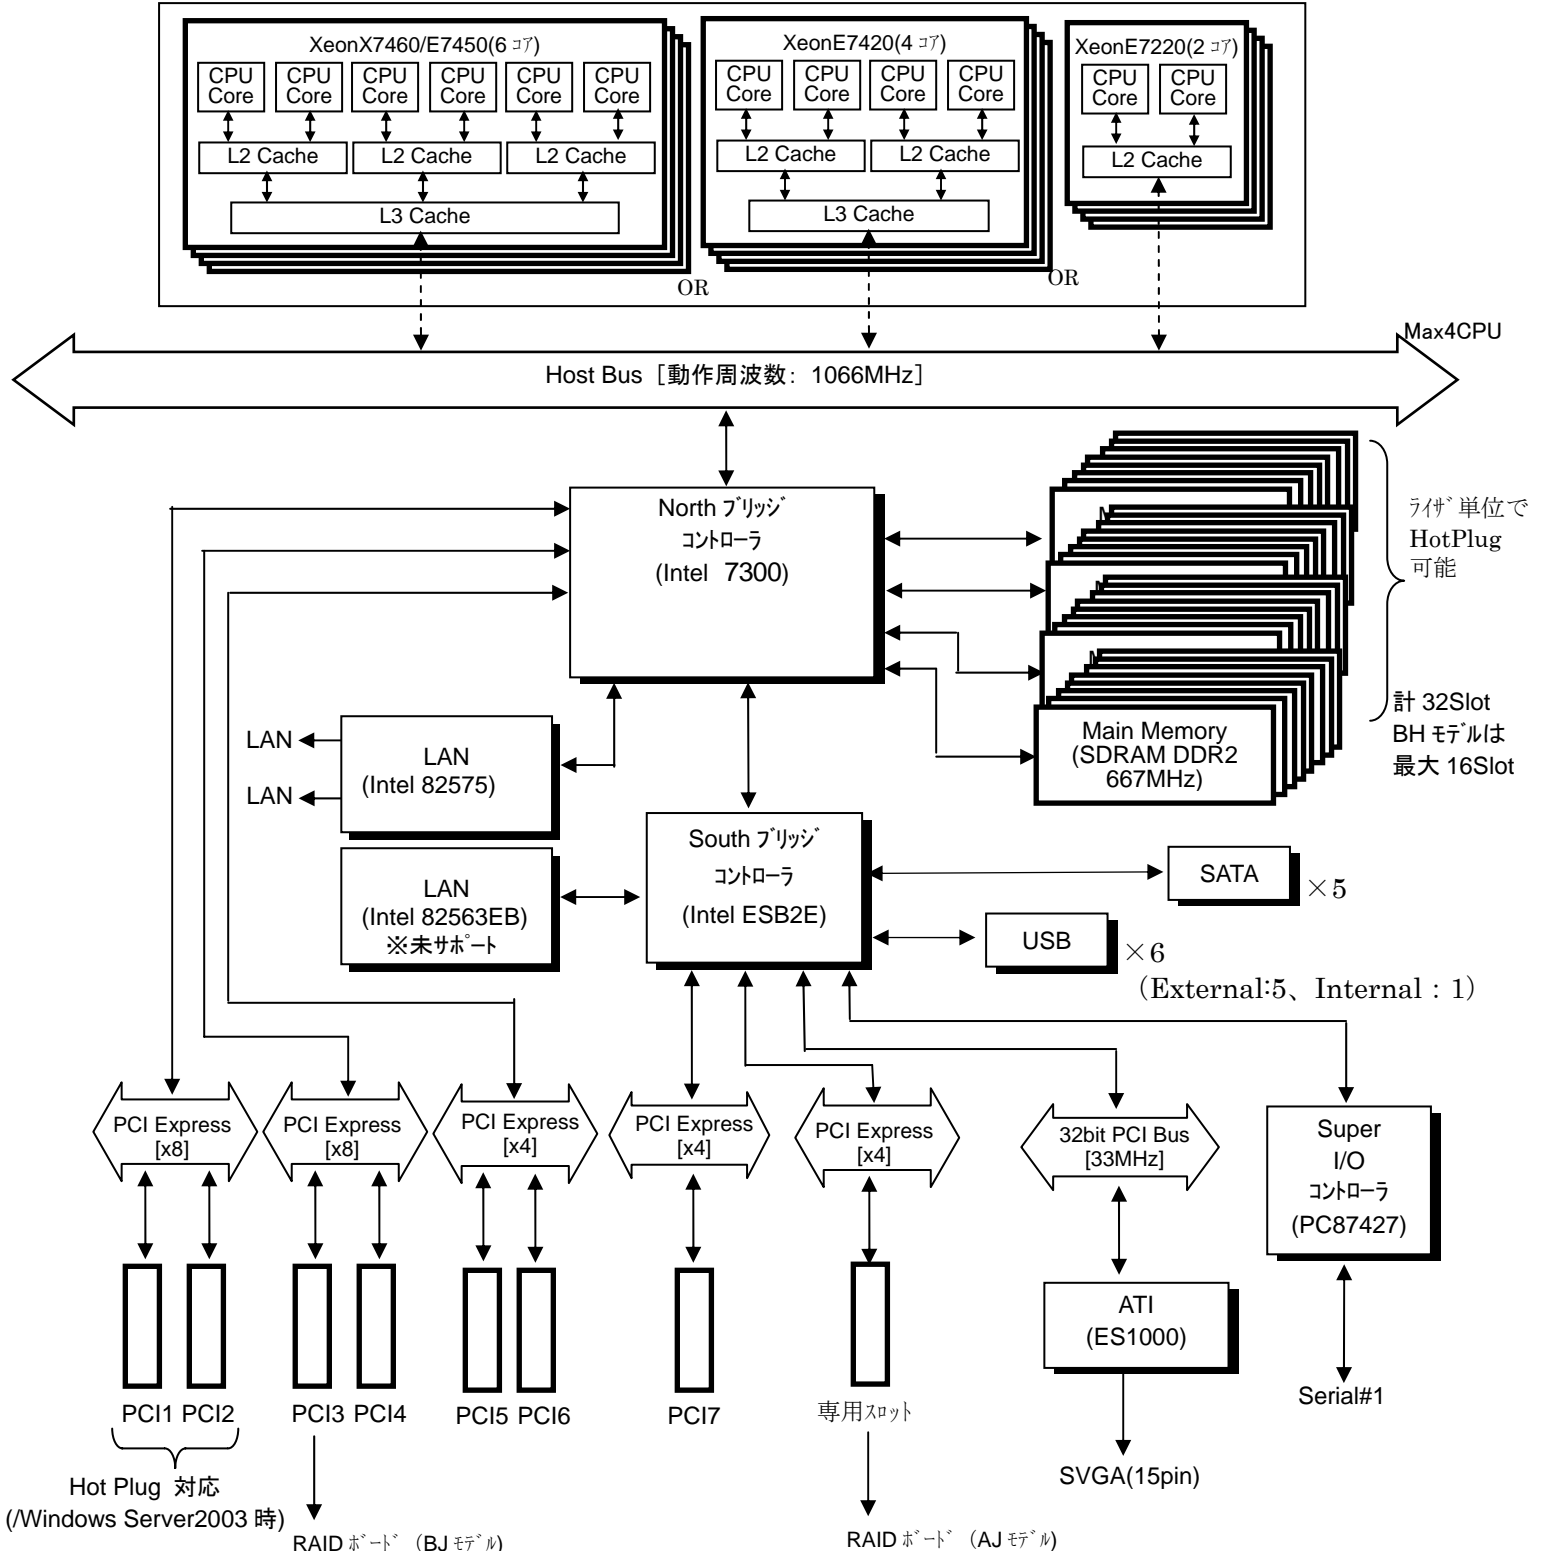 XeonX7460/E7450(6 ｺｱ)
CPU Core
CPU Core
CPU Core
CPU Core
CPU Core
CPU Core
L2 Cache
L2 Cache
L2 Cache
L3 Cache
OR
XeonE7420(4 ｺｱ)
CPU Core
CPU Core
CPU Core
CPU Core
L2 Cache
L2 Cache
L3 Cache
OR
XeonE7220(2 ｺｱ)
CPU Core
CPU Core
L2 Cache
Max4CPU
Host Bus［動作周波数: 1066MHz］
North ﾌﾞﾘｯｼﾞ
ｺﾝﾄﾛｰﾗ
(Intel 7300)
ﾗｲｻﾞ単位で
HotPlug
可能
Main Memory
(SDRAM DDR2
667MHz)
計 32Slot
BH ﾓﾃﾞﾙは
最大 16Slot
LAN
LAN
LAN
(Intel 82575)
LAN
(Intel 82563EB)
※未ｻﾎﾟｰﾄ
South ﾌﾞﾘｯｼﾞ
ｺﾝﾄﾛｰﾗ
(Intel ESB2E)
SATA
×5
USB
×6
（External:5、Internal：1）
PCI Express
[x8]
PCI Express
[x8]
PCI Express
[x4]
PCI Express
[x4]
PCI Express
[x4]
32bit PCI Bus
[33MHz]
Super
I/O
ｺﾝﾄﾛｰﾗ
(PC87427)
ATI
(ES1000)
PCI1 PCI2
PCI3 PCI4
PCI5 PCI6
PCI7
専用ｽﾛｯﾄ
Serial#1
Hot Plug 対応
(/Windows Server2003 時)
SVGA(15pin)
RAID ﾎﾞｰﾄﾞ（BJ ﾓﾃﾞﾙ)
RAID ﾎﾞｰﾄﾞ（AJ ﾓﾃﾞﾙ)